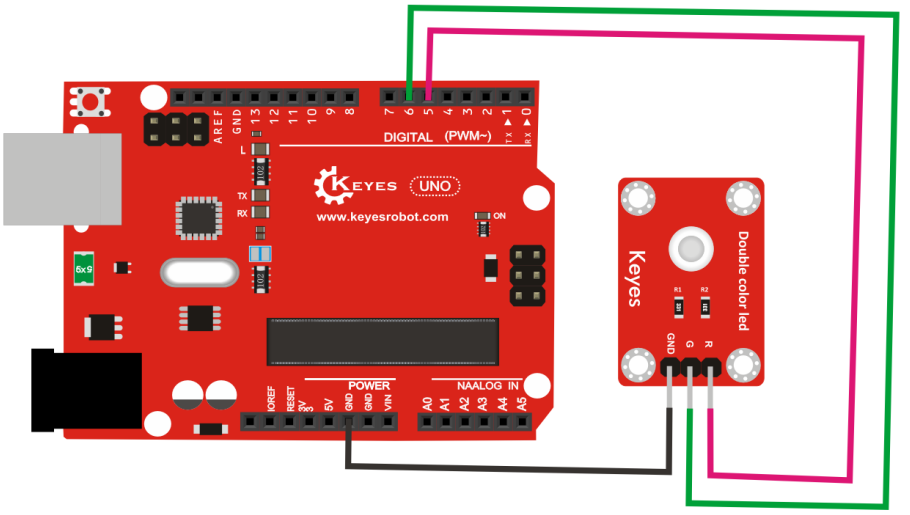 7 6 5 4 3 2 1 0
TX RX
AREF GND 13 12 11 10 9 8
DIGITAL (PWM~)
L
102
KEYES UNO
TX
RX
www.keyesrobot.com
ON
102
5x9
102
POWER
NAALOG IN
IOREF RESET 3V3 5V GND GND VIN
A0 A1 A2 A3 A4 A5
Keyes
Double color led
R1 R2
GND G R